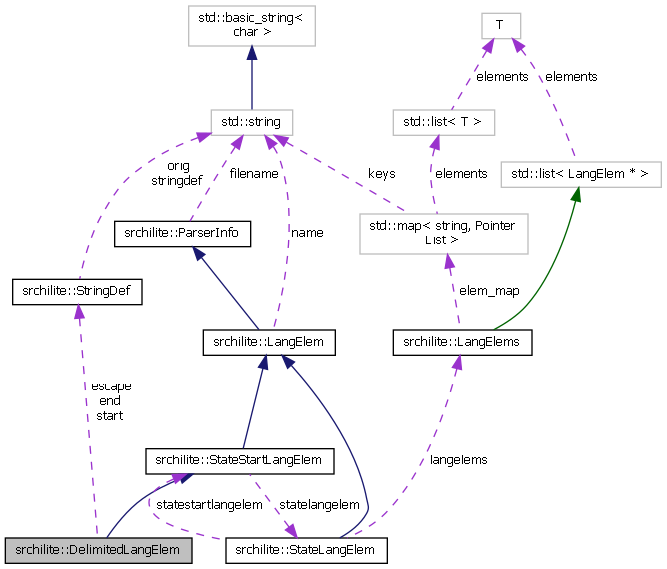 std::basic_string<
char >
T
elements
elements
std::string
std::list< T >
orig
stringdef
filename
keys
elements
std::list< LangElem * >
srchilite::ParserInfo
name
std::map< string, Pointer
List >
srchilite::StringDef
elem_map
srchilite::LangElem
srchilite::LangElems
escape
end
start
srchilite::StateStartLangElem
langelems
statestartlangelem
statelangelem
srchilite::DelimitedLangElem
srchilite::StateLangElem